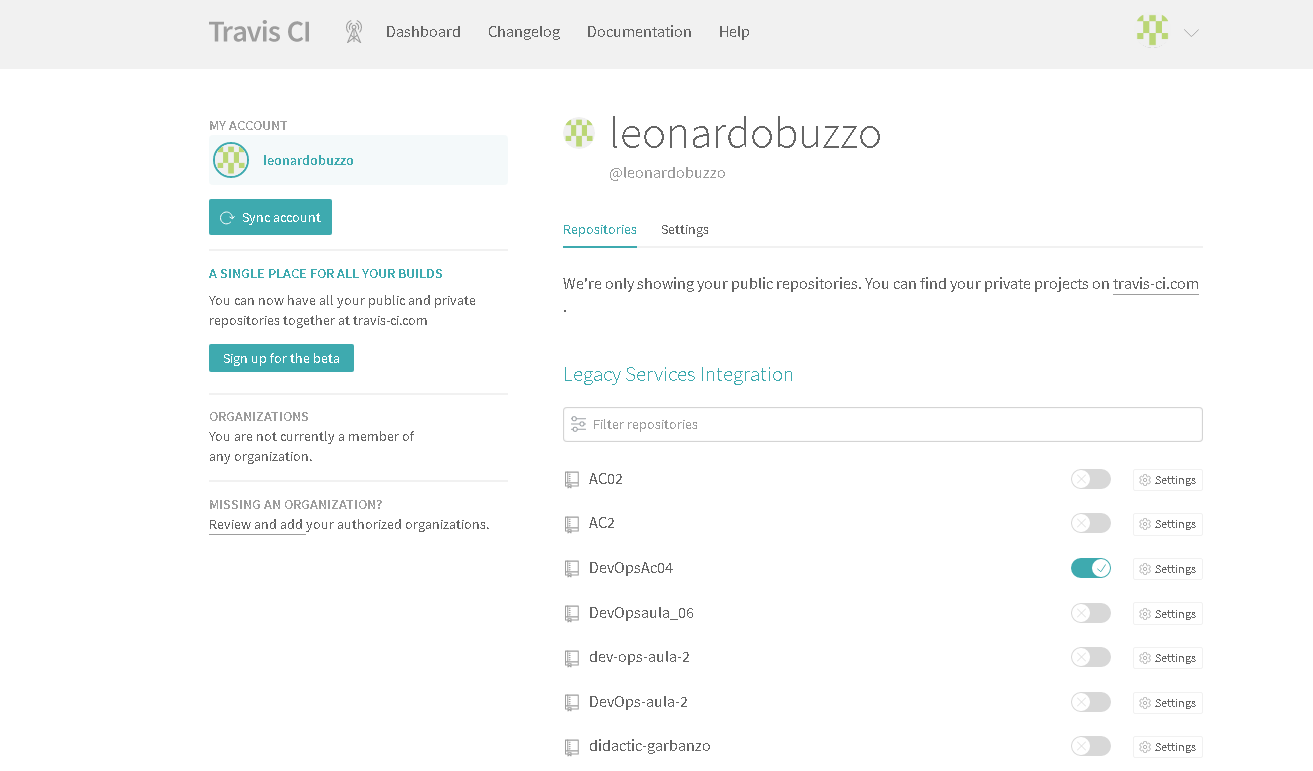 Travis CI
Dashboard
Changelog
Documentation
Help
MY ACCOUNT
leonardobuzzo
Sync account
A SINGLE PLACE FOR ALL YOUR BUILDS
You can now have all your public and private
repositories together at travis-ci.com
Sign up for the beta
ORGANIZATIONS
You are not currently a member of
any organization.
MISSING AN ORGANIZATION?
Review and add your authorized organizations.
leonardobuzzo
@leonardobuzzo
Repositories
Settings
We're only showing your public repositories. You can find your private projects on travis-ci.com
.
Legacy Services Integration
Filter repositories
AC02
Settings
AC2
Settings
DevOpsAc04
Settings
DevOpsaula_06
Settings
dev-ops-aula-2
Settings
DevOps-aula-2
Settings
didactic-garbanzo
Settings